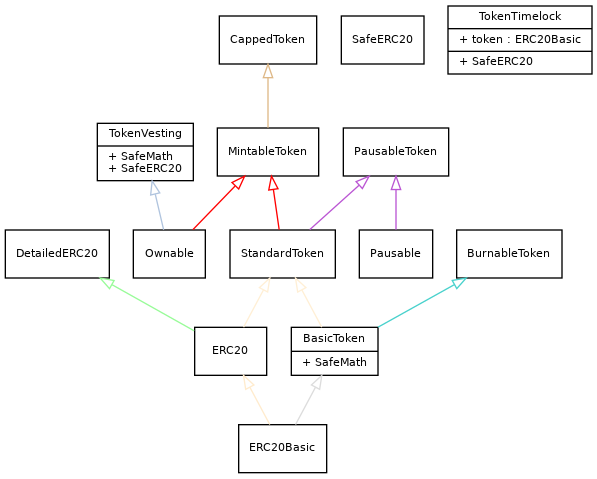 CappedToken
SafeERC20
TokenTimelock
+ token : ERC20Basic
+ SafeERC20
TokenVesting
+ SafeMath
+ SafeERC20
MintableToken
PausableToken
DetailedERC20
Ownable
StandardToken
Pausable
BurnableToken
ERC20
BasicToken
+ SafeMath
ERC20Basic